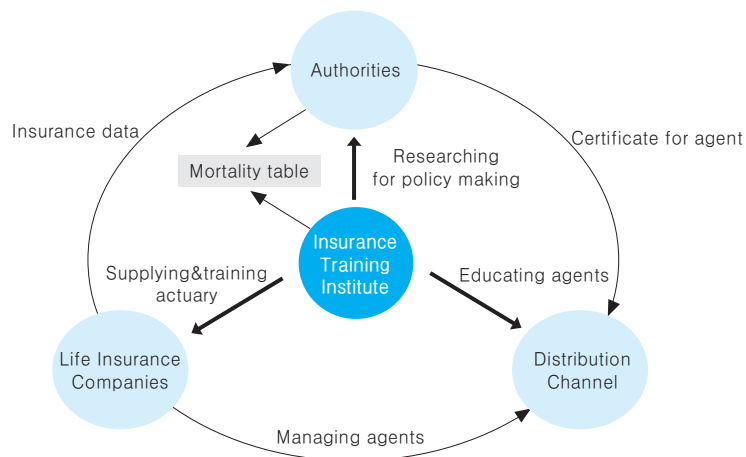 Authorities
Insurance data
Certificate for agent
Mortality table
Researching
for policy making
Insurance
Training
Institute
Supplying&training
actuary
Educating agents
Life Insurance
Companies
Distribution
Channel
Managing agents